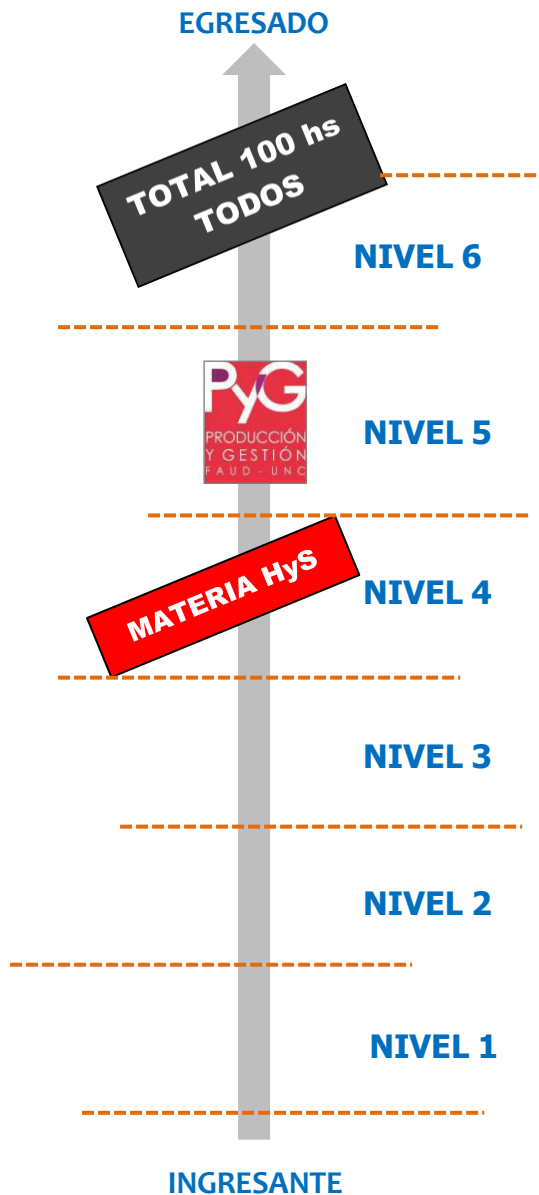 EGRESADO
TOTAL 100 hs
TODOS
NIVEL 6
PyG
PRODUCCIÓN
Y GESTIÓN
FAUD - UNC
NIVEL 5
MATERIA HyS
NIVEL 4
NIVEL 3
NIVEL 2
NIVEL 1
INGRESANTE